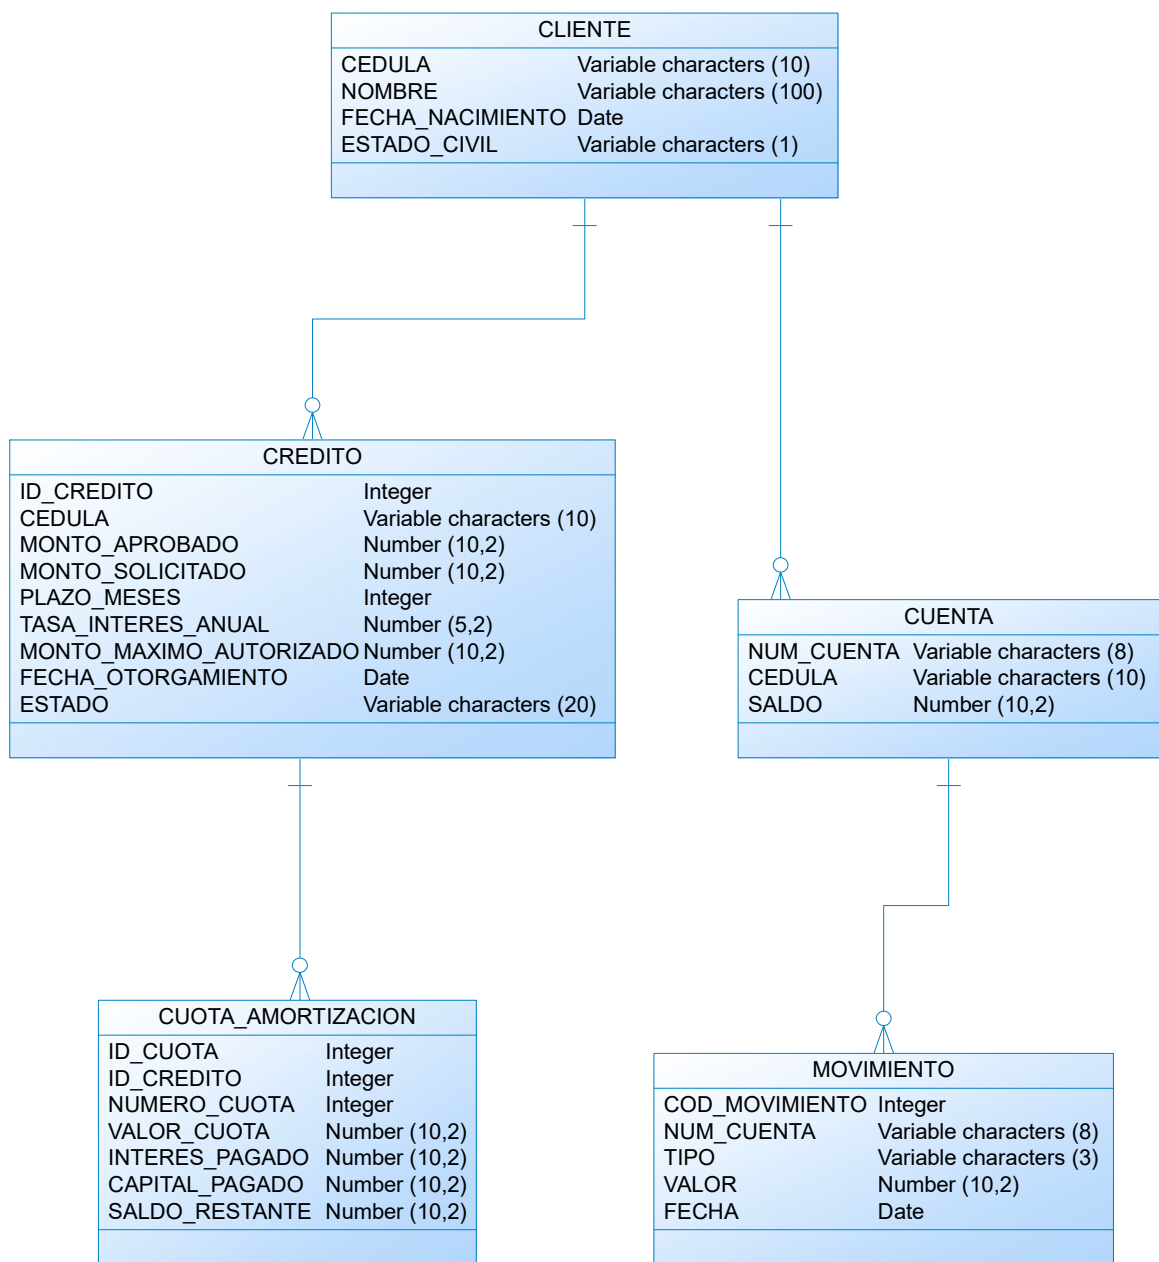 CLIENTE
CEDULA Variable characters (10)
NOMBRE Variable characters (100)
FECHA_NACIMIENTO Date
ESTADO_CIVIL Variable characters (1)
CREDITO
ID_CREDITO Integer
CEDULA Variable characters (10)
MONTO_APROBADO Number (10,2)
MONTO_SOLICITADO Number (10,2)
PLAZO_MESES Integer
TASA_INTERES_ANUAL Number (5,2)
MONTO_MAXIMO_AUTORIZADO Number (10,2)
FECHA_OTORGAMIENTO Date
ESTADO Variable characters (20)
CUENTA
NUM_CUENTA Variable characters (8)
CEDULA Variable characters (10)
SALDO Number (10,2)
CUOTA_AMORTIZACION
ID_CUOTA Integer
ID_CREDITO Integer
NUMERO_CUOTA Integer
VALOR_CUOTA Number (10,2)
INTERES_PAGADO Number (10,2)
CAPITAL_PAGADO Number (10,2)
SALDO_RESTANTE Number (10,2)
MOVIMIENTO
COD_MOVIMIENTO Integer
NUM_CUENTA Variable characters (8)
TIPO Variable characters (3)
VALOR Number (10,2)
FECHA Date